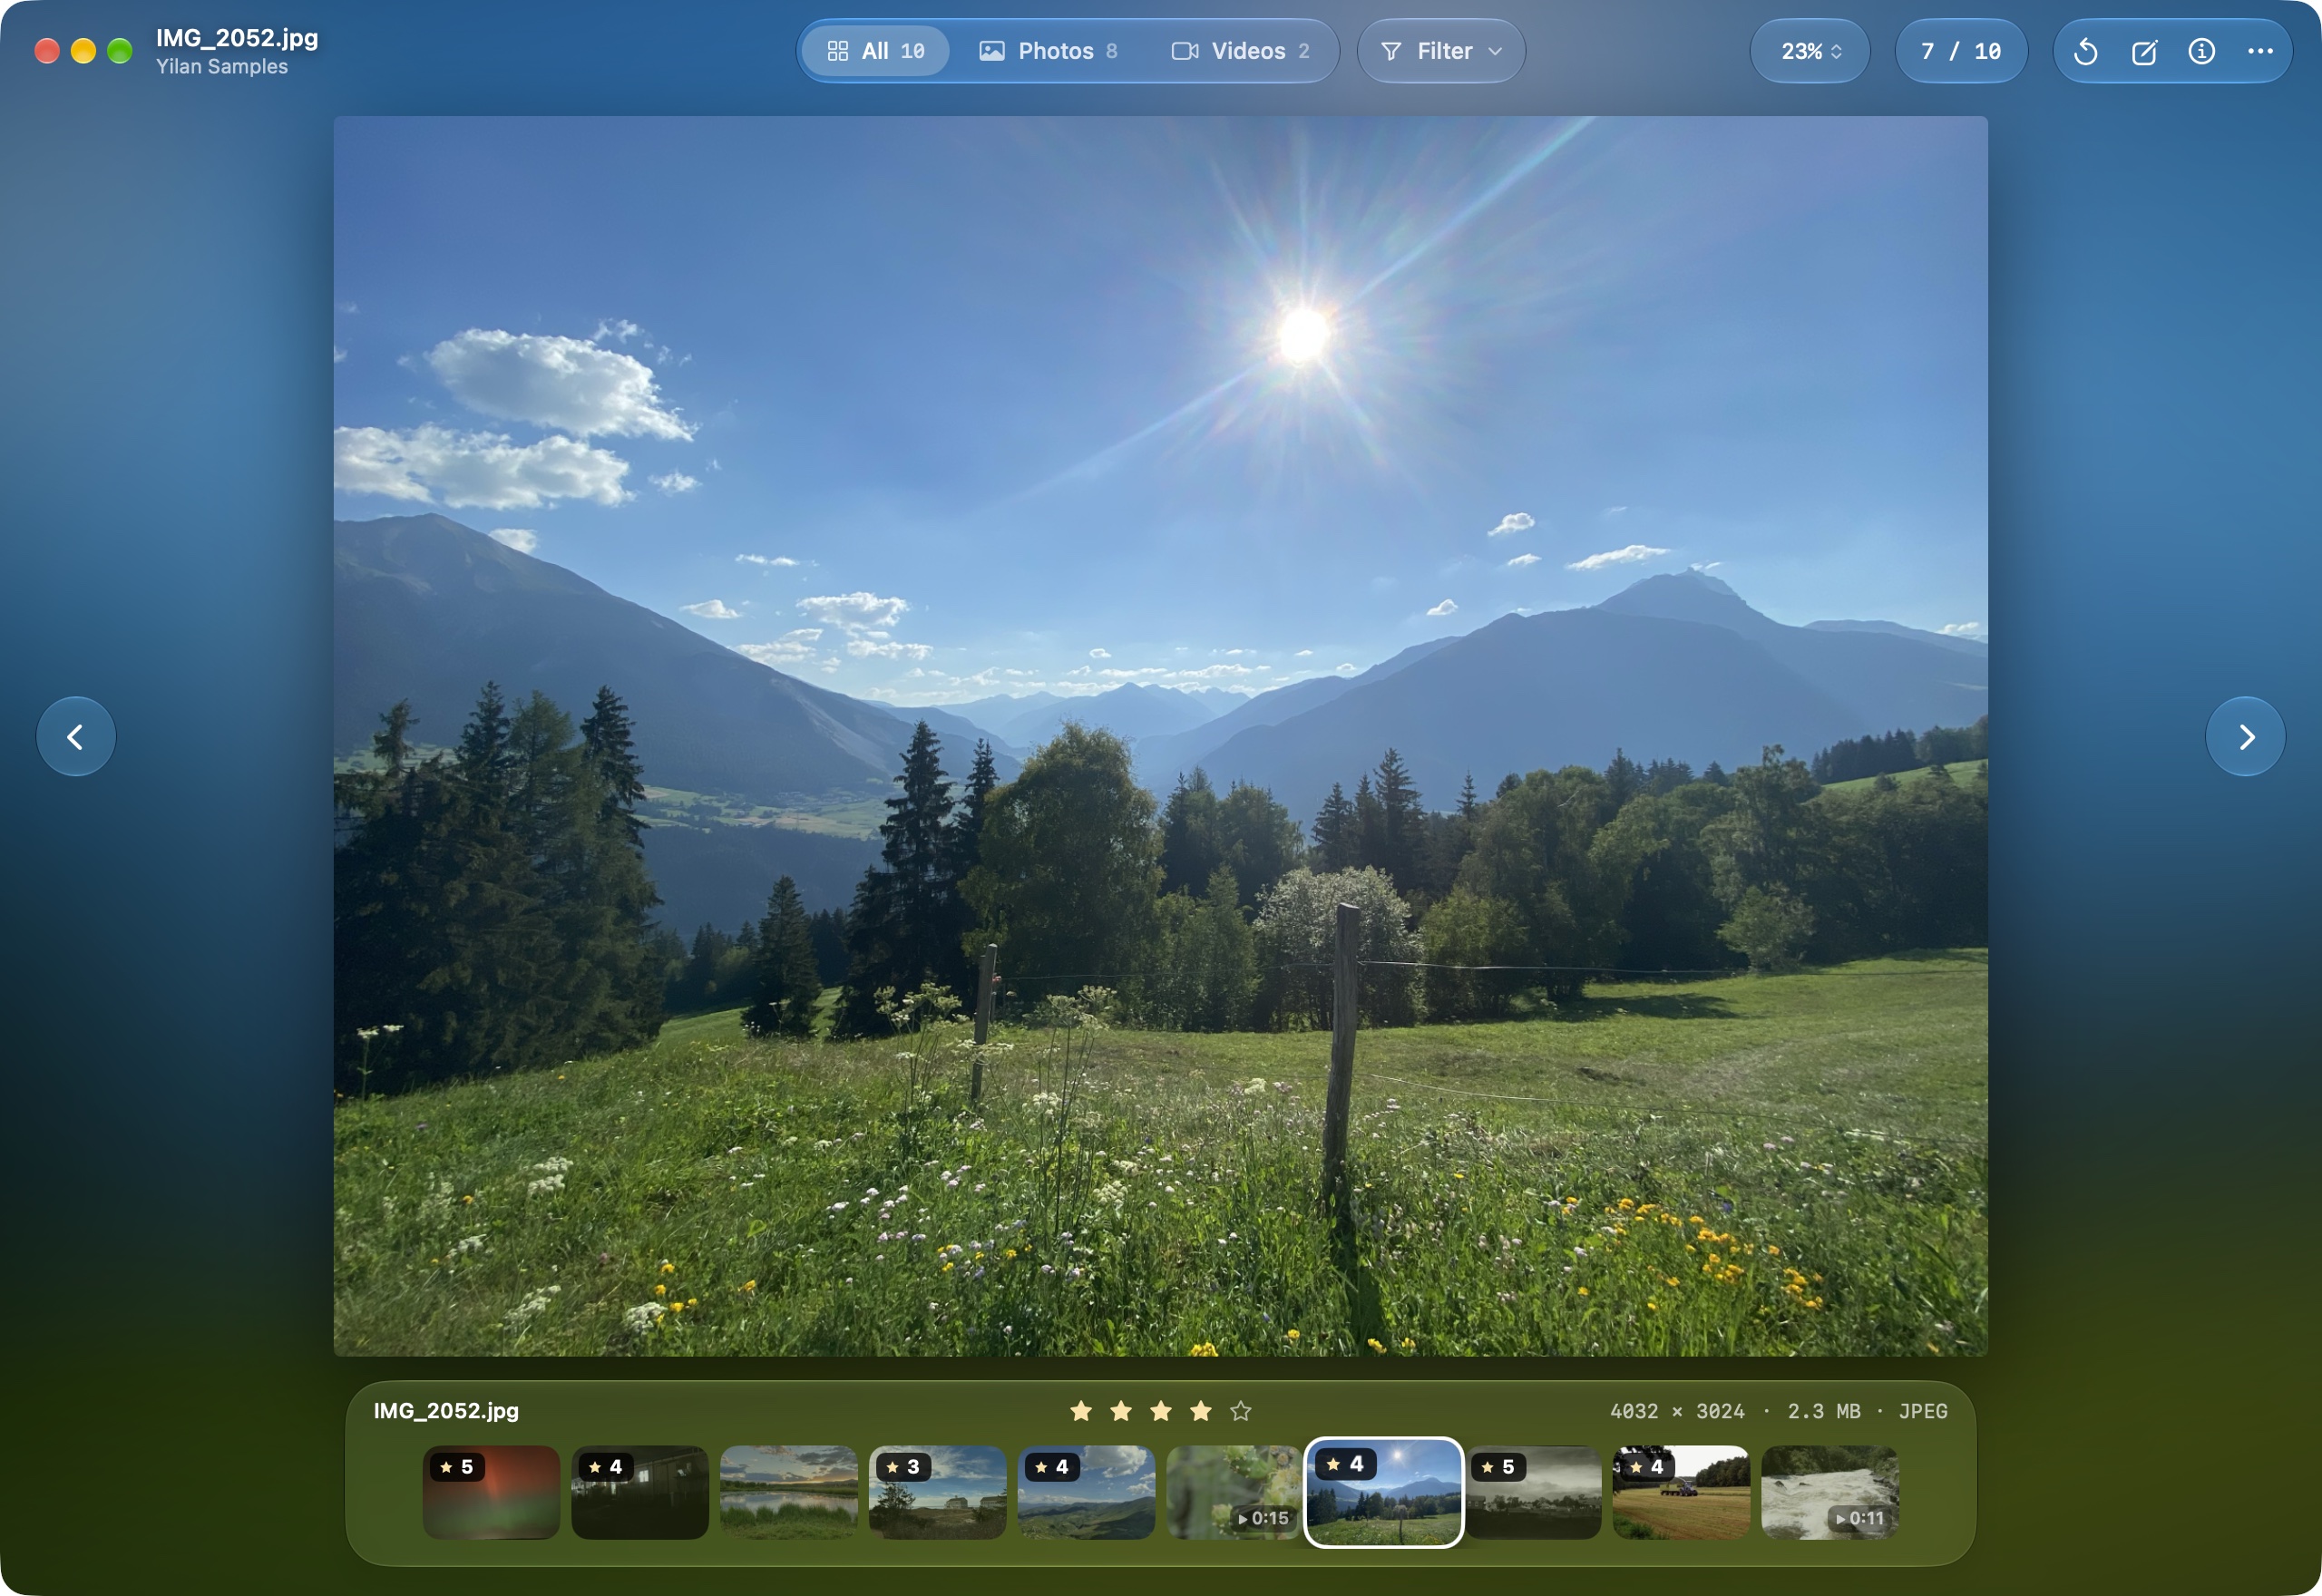 IMG_2052.jpg
Yilan Samples
All 10
Photos 8
Videos 2
Filter
23%
7 / 10
IMG_2052.jpg
4032 × 3024 · 2.3 MB · JPEG
5
4
3
4
0:15
4
5
4
0:11